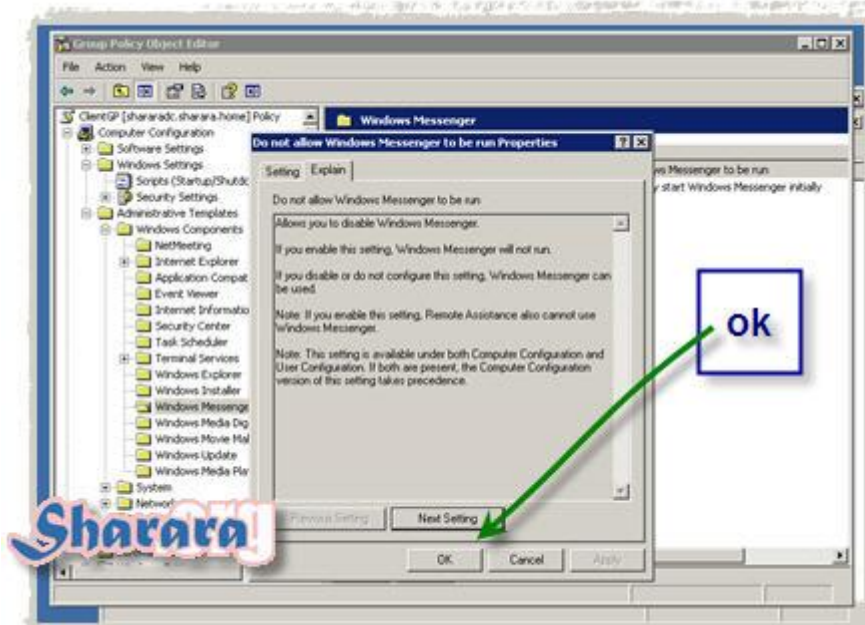 Group Policy Object Editor
File Action View Help
ClientGP [shararadc.sharara.home] Policy
Computer Configuration
Software Settings
Windows Settings
Scripts (Startup/Shutdo
Security Settings
Administrative Templates
Windows Components
NetMeeting
Internet Explorer
Application Compat
Event Viewer
Internet Informatio
Security Center
Task Scheduler
Terminal Services
Windows Explorer
Windows Installer
Windows Messenge
Windows Media Dig
Windows Movie Mak
Windows Update
Windows Media Play
System
Network
Windows Messenger
ws Messenger to be run
y start Windows Messenger initially
Do not allow Windows Messenger to be run Properties
Setting Explain
Do not allow Windows Messenger to be run
Allows you to disable Windows Messenger.
If you enable this setting, Windows Messenger will not run.
If you disable or do not configure this setting, Windows Messenger can
be used.
Note: If you enable this setting, Remote Assistance also cannot use
Windows Messenger.
Note: This setting is available under both Computer Configuration and
User Configuration. If both are present, the Computer Configuration
version of this setting takes precedence.
Previous Setting Next Setting
OK Cancel Apply
ok
Sharara
org